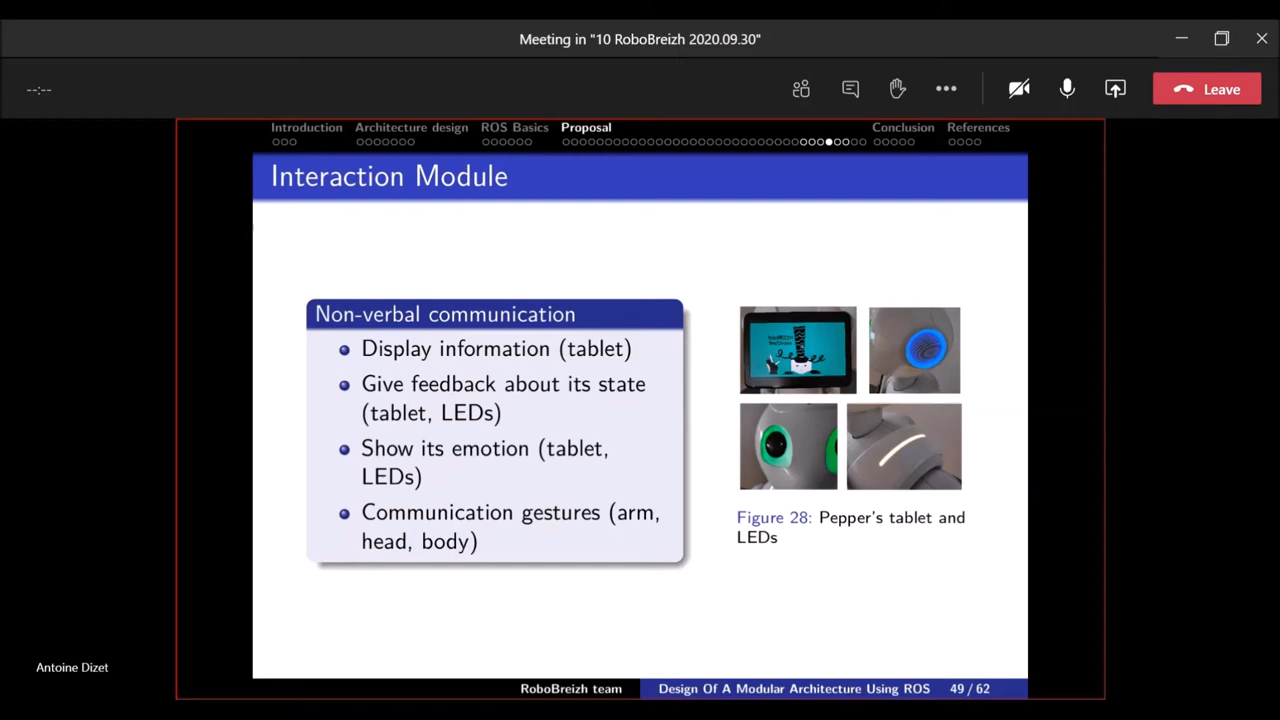 Meeting in "10 RoboBreizh 2020.09.30"
--:--
Leave
Introduction Architecture design ROS Basics Proposal Conclusion References
Interaction Module
Non-verbal communication
Display information (tablet)
Give feedback about its state
(tablet, LEDs)
Show its emotion (tablet,
LEDs)
Communication gestures (arm,
head, body)
Figure 28: Pepper's tablet and
LEDs
Antoine Dizet
RoboBreizh team Design Of A Modular Architecture Using ROS 49 / 62